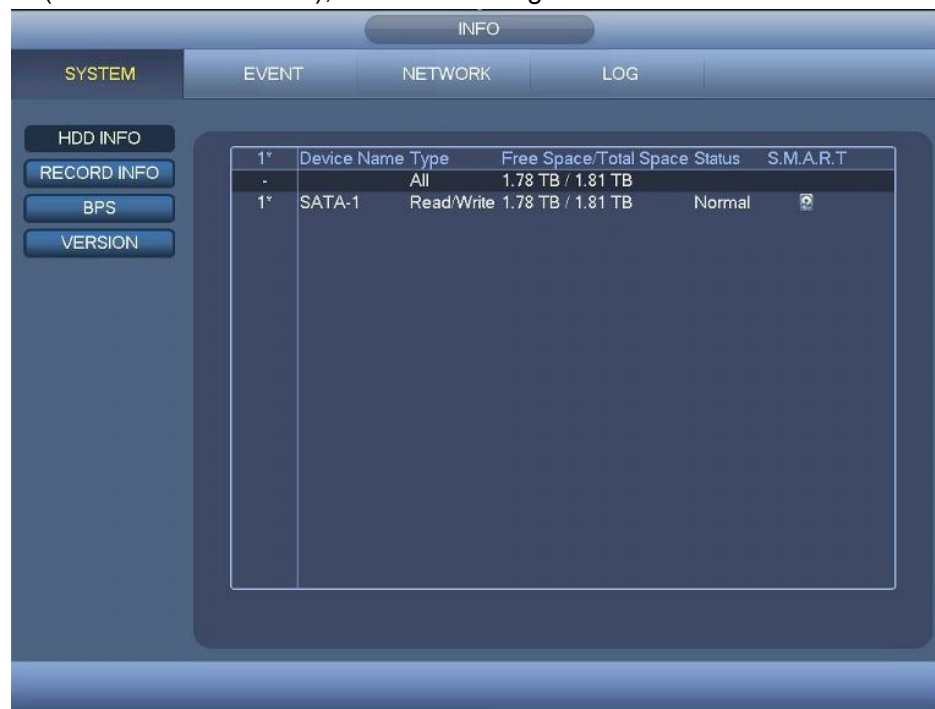 INFO
SYSTEM EVENT NETWORK LOG
HDD INFO
RECORD INFO
BPS
VERSION
1* Device Name Type Free Space/Total Space Status S.M.A.R.T
- All 1.78 TB / 1.81 TB
1* SATA-1 Read/Write 1.78 TB / 1.81 TB Normal